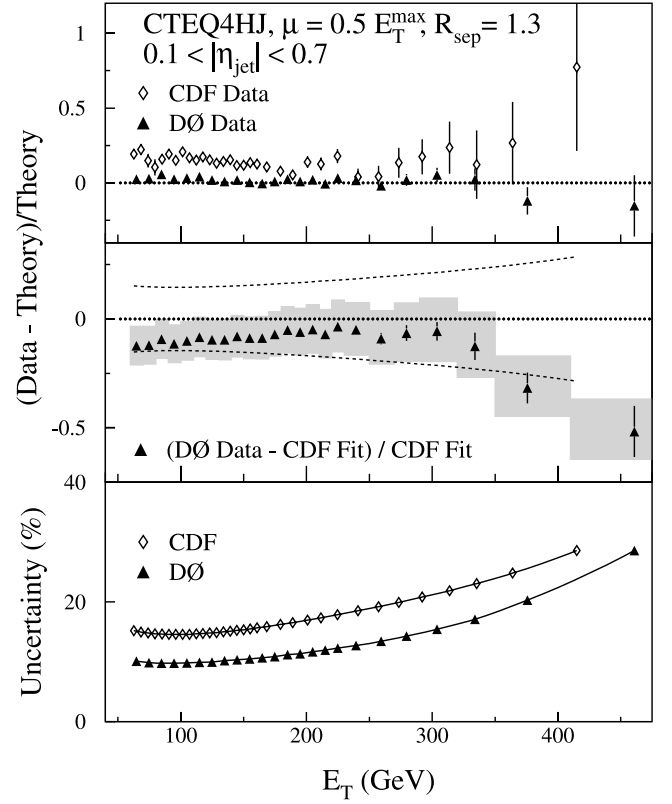 CTEQ4HJ, μ = 0.5 E_T^max, R_sep= 1.3
0.1 < |η_jet| < 0.7
1
CDF Data
0.5
DØ Data
0
(Data - Theory)/Theory
0
-0.5
(DØ Data - CDF Fit) / CDF Fit
40
Uncertainty (%)
CDF
DØ
20
0
100 200 300 400
E_T (GeV)